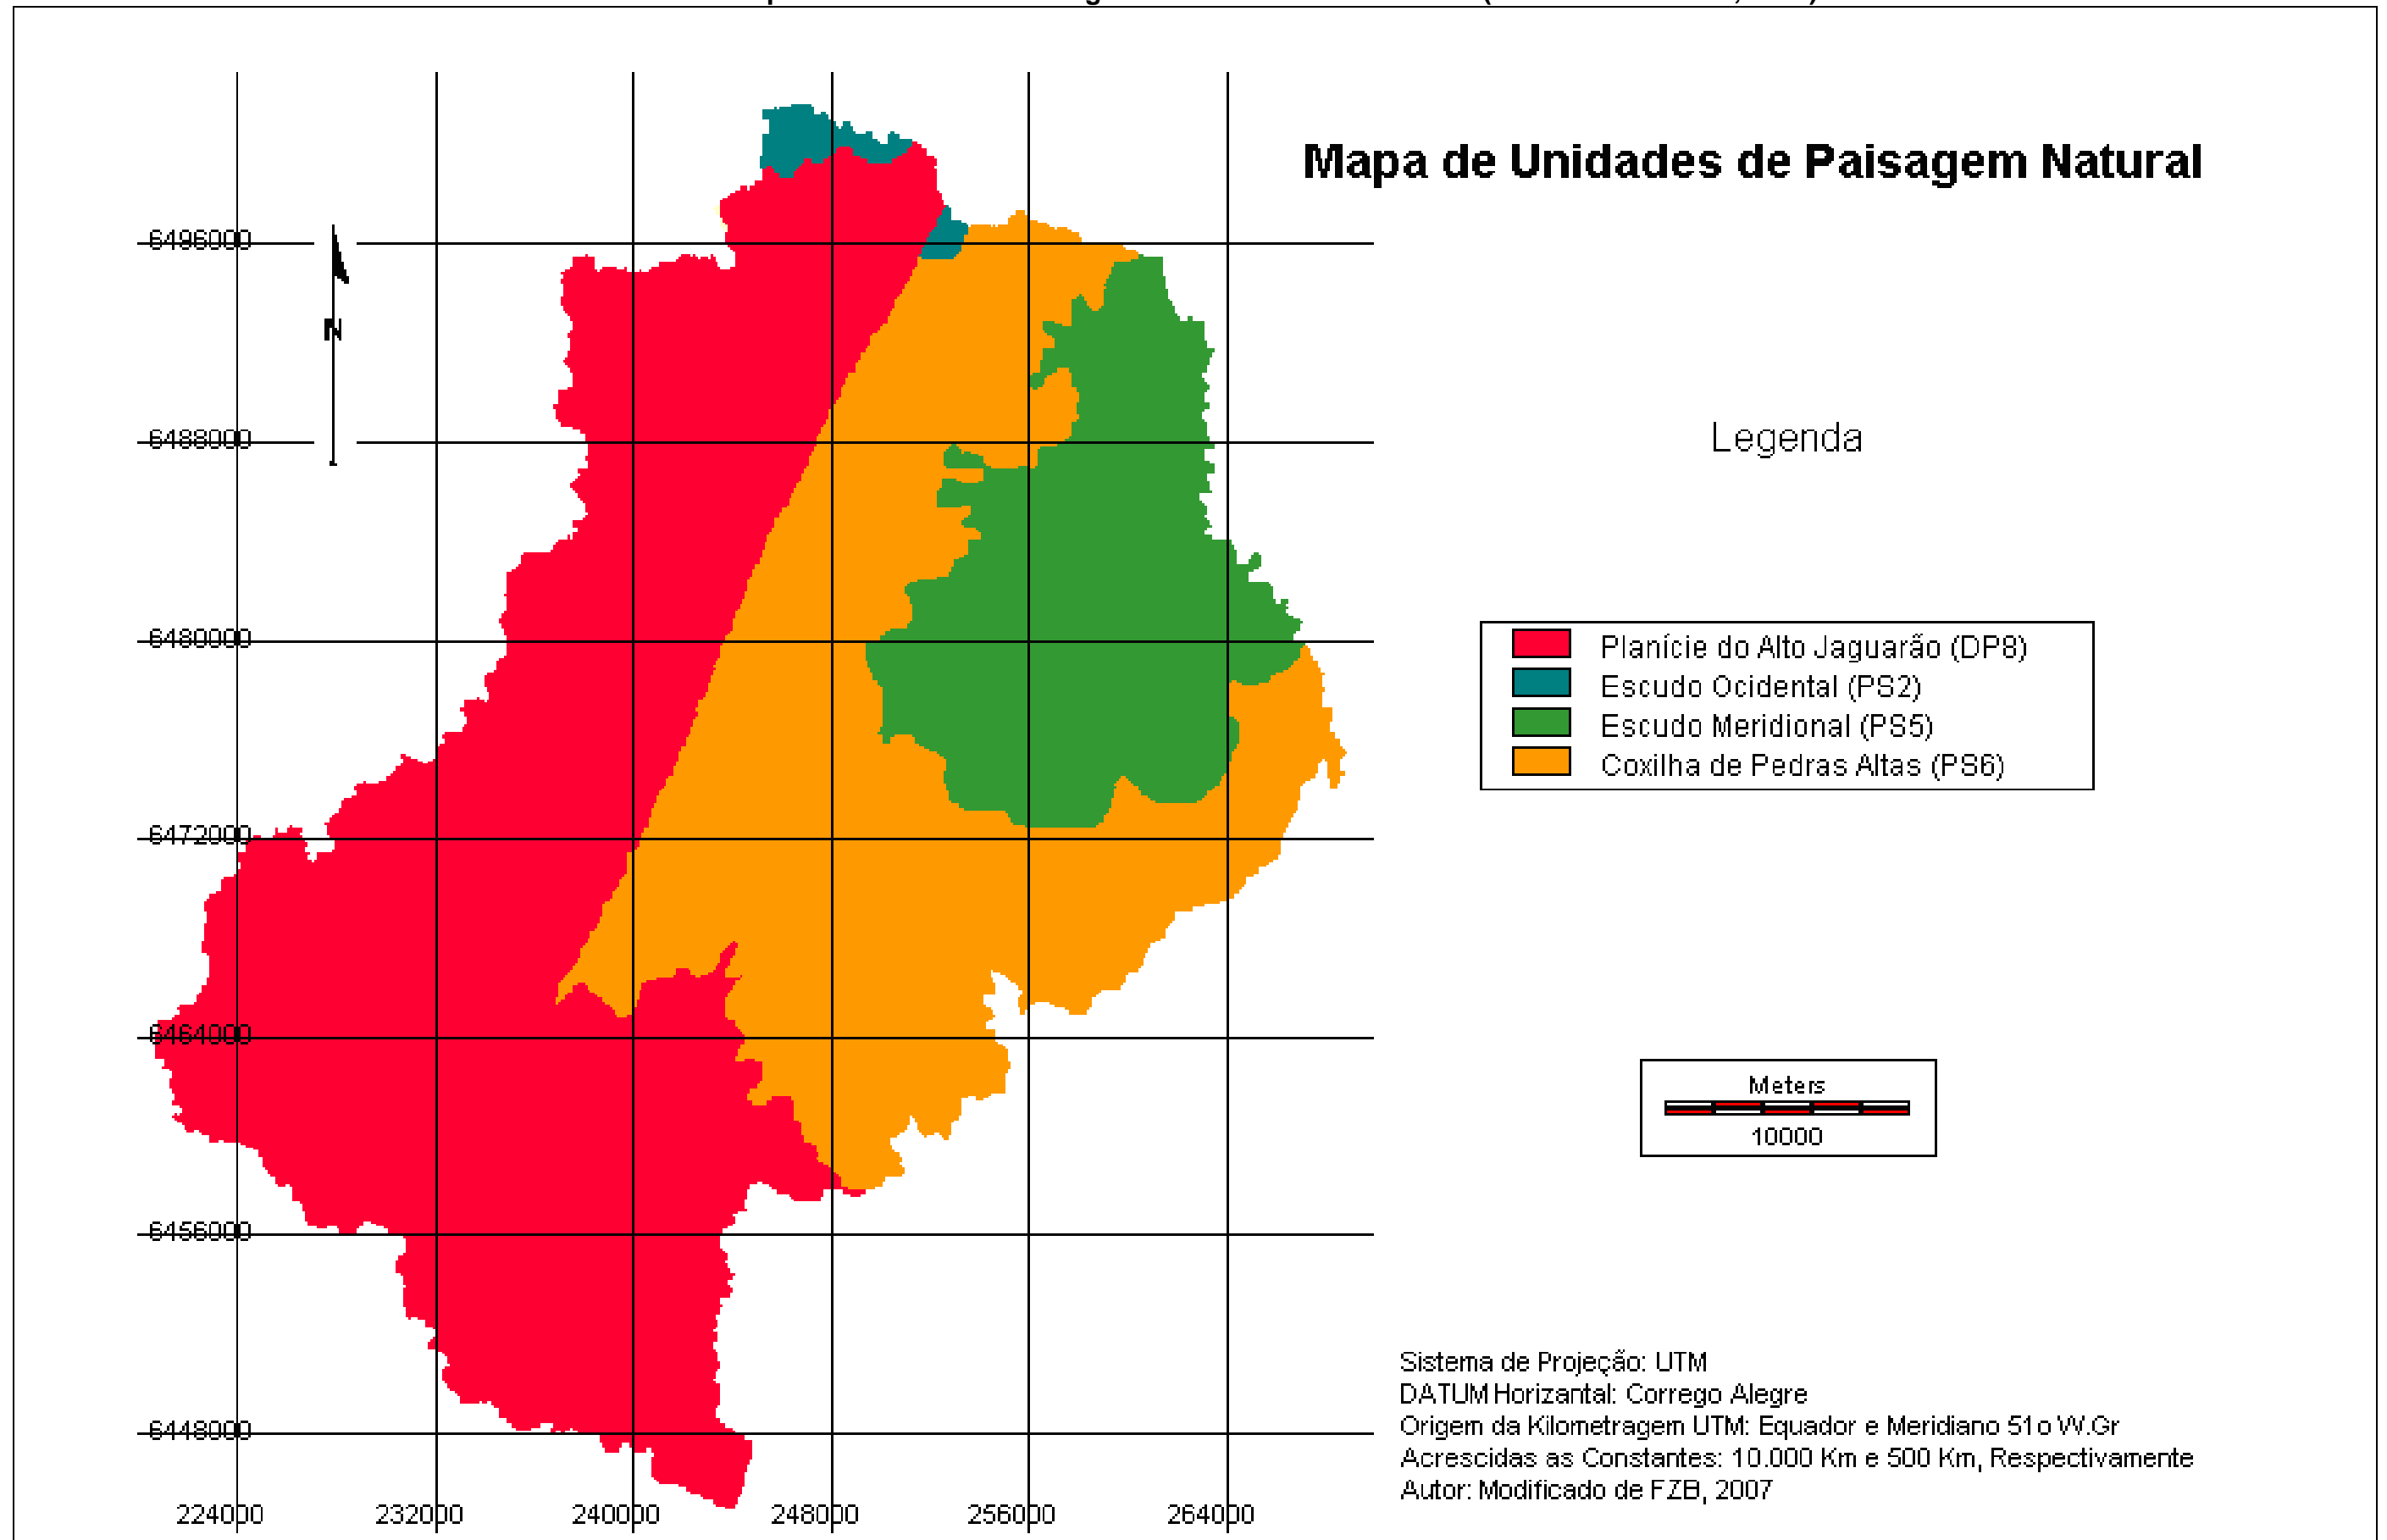 Mapa de Unidades de Paisagem Natural
6496000
N
6488000
Legenda
6480000
Planície do Alto Jaguarão (DP8)
Escudo Ocidental (PS2)
Escudo Meridional (PS5)
Coxilha de Pedras Altas (PS6)
6472000
6464000
Meters
10000
6456000
6448000
Sistema de Projeção: UTM
DATUM Horizantal: Corrego Alegre
Origem da Kilometragem UTM: Equador e Meridiano 51o W.Gr
Acrescidas as Constantes: 10.000 Km e 500 Km, Respectivamente
Autor: Modificado de FZB, 2007
224000 232000 240000 248000 256000 264000